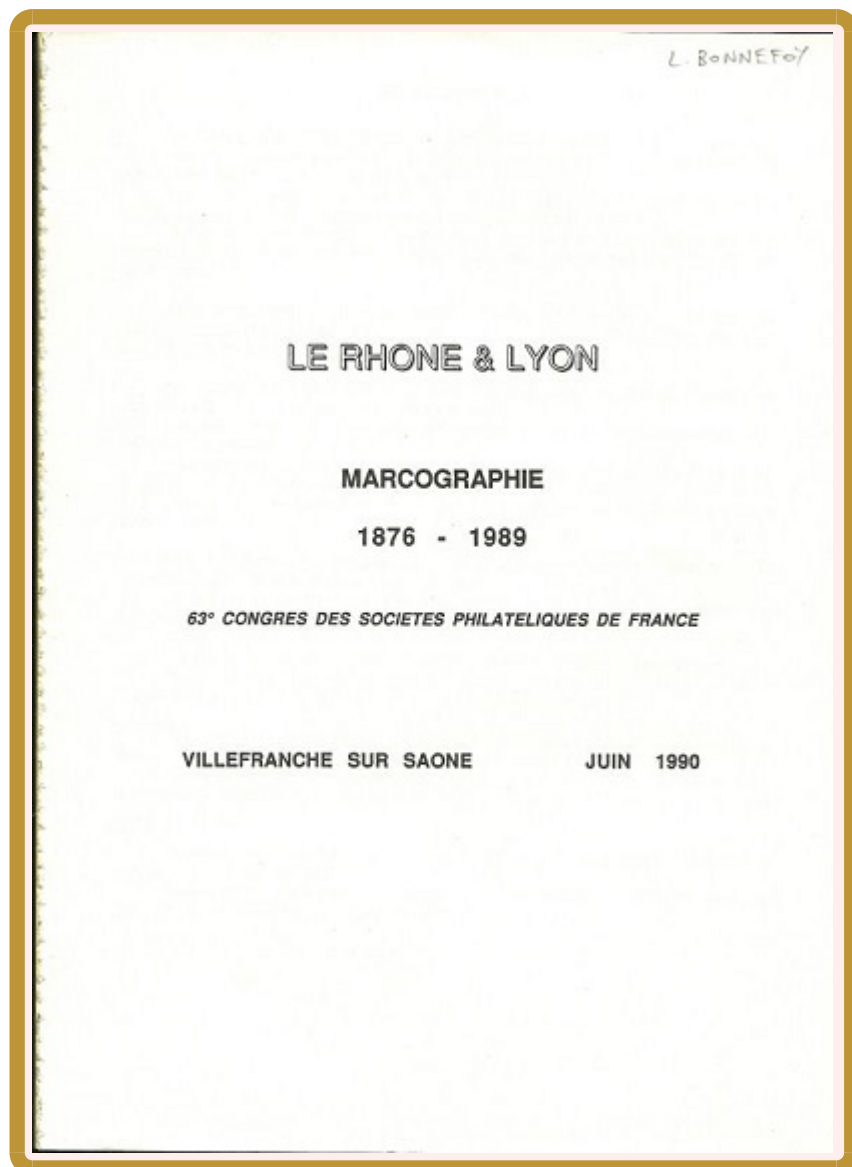 L. BONNEFOY
LE RHONE & LYON
MARCOGRAPHIE
1876 - 1989
63° CONGRES DES SOCIETES PHILATELIQUES DE FRANCE
VILLEFRANCHE SUR SAONE JUIN 1990